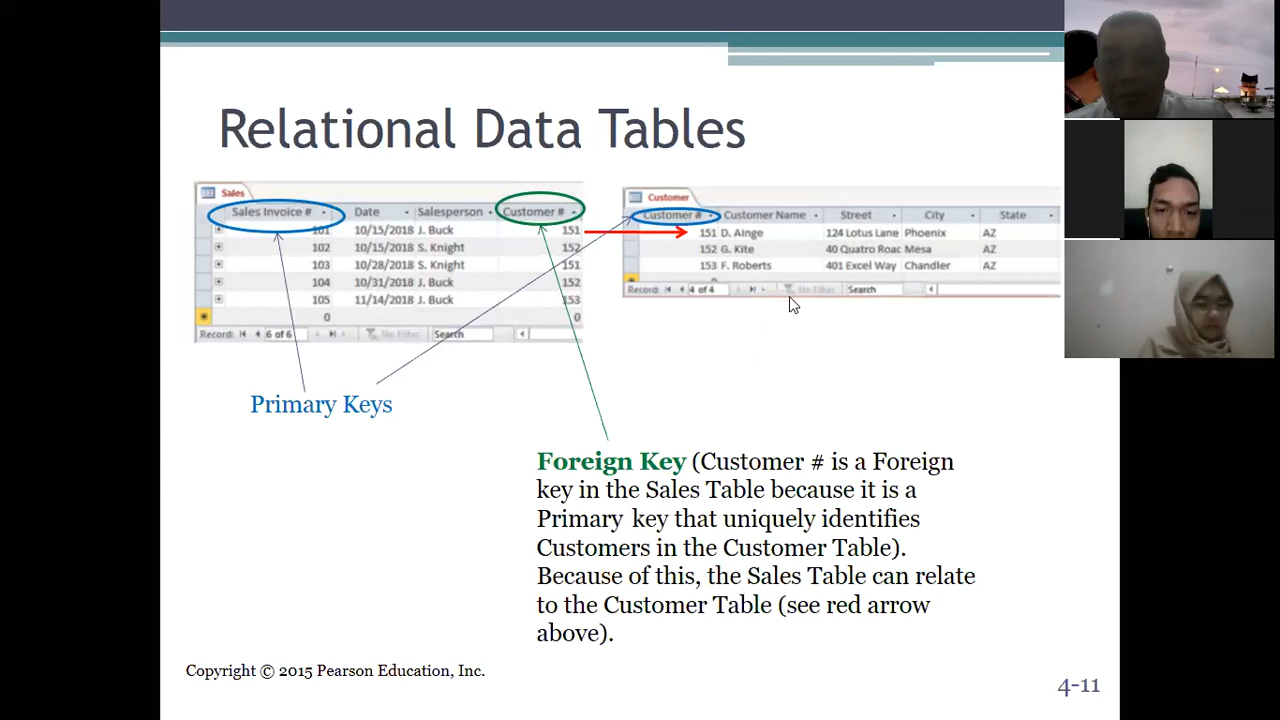 Relational Data Tables
Sales
Sales Invoice # Date Salesperson Customer #
101 10/15/2018 J. Buck 151
102 10/15/2018 S. Knight 152
103 10/28/2018 S. Knight 151
104 10/31/2018 J. Buck 152
105 11/14/2018 J. Buck 153
0 0
Record: 6 of 6 No Filter Search
Customer
Customer # Customer Name Street City State
151 D. Ainge 124 Lotus Lane Phoenix AZ
152 G. Kite 40 Quatro Roac Mesa AZ
153 F. Roberts 401 Excel Way Chandler AZ
Record: 4 of 4 No Filter Search
Primary Keys
Foreign Key (Customer # is a Foreign
key in the Sales Table because it is a
Primary key that uniquely identifies
Customers in the Customer Table).
Because of this, the Sales Table can relate
to the Customer Table (see red arrow
above).
Copyright © 2015 Pearson Education, Inc.
4-11